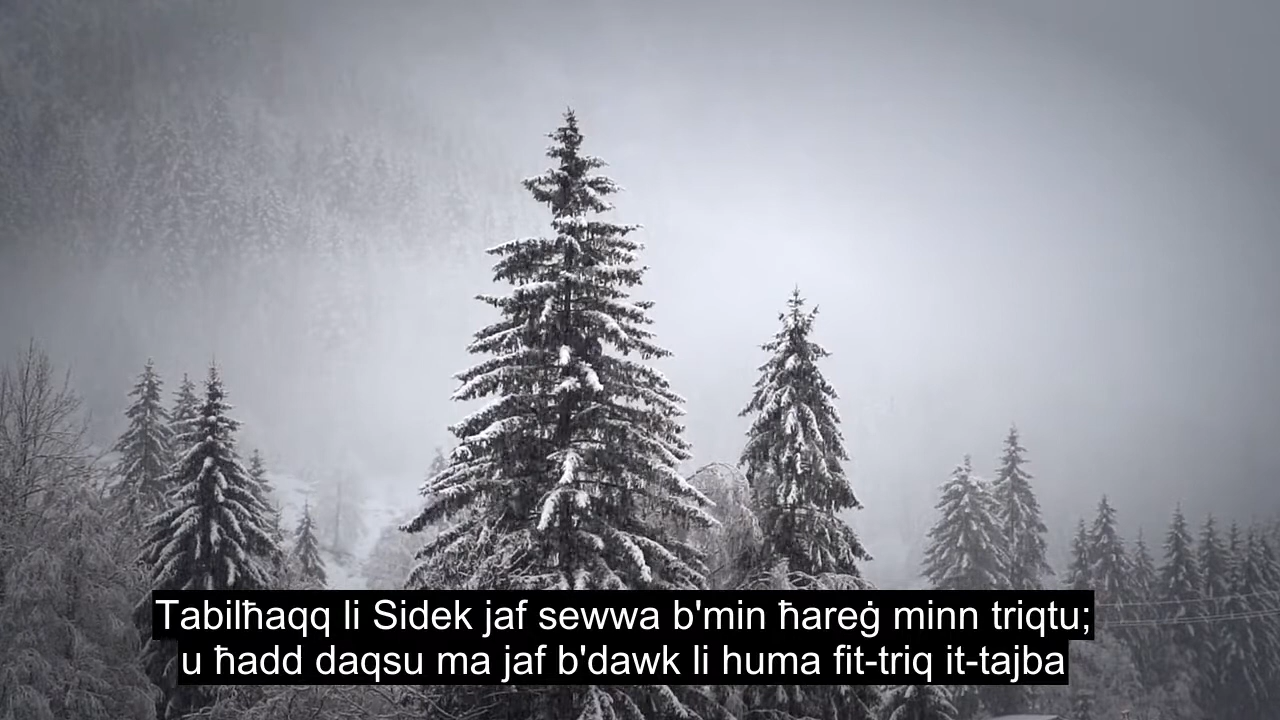 Tabilħaqq li Sidek jaf sewwa b'min ħareġ minn triqtu;
u ħadd daqsu ma jaf b'dawk li huma fit-triq it-tajba